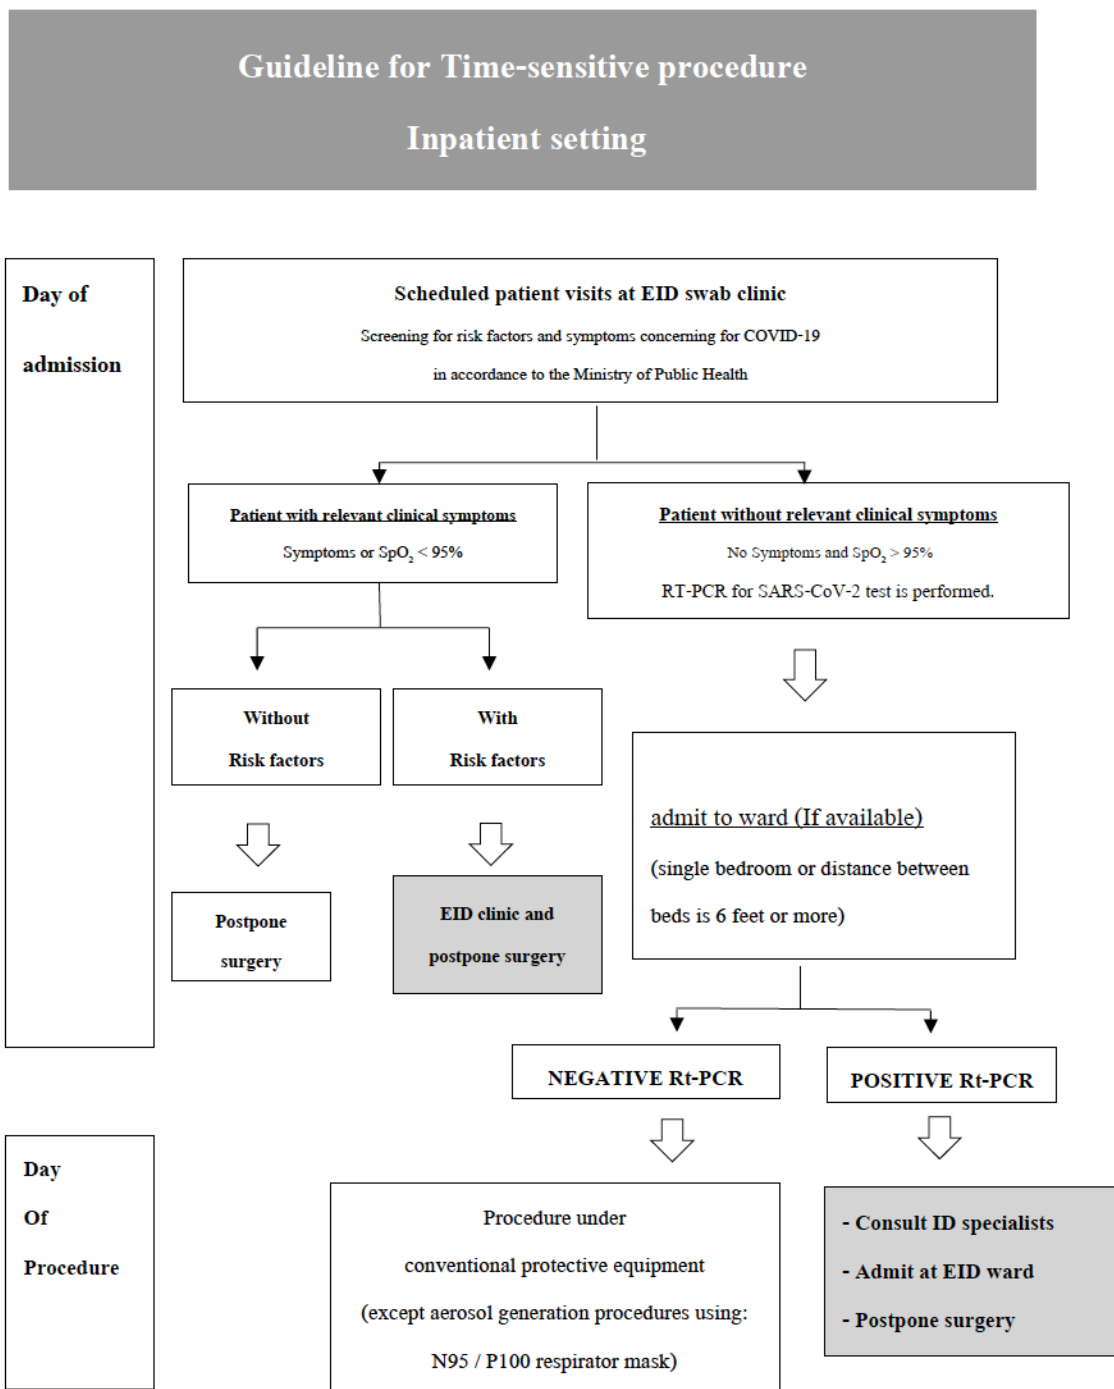 Guideline for Time-sensitive procedure
Inpatient setting
Day of
admission
Scheduled patient visits at EID swab clinic
Screening for risk factors and symptoms concerning for COVID-19
in accordance to the Ministry of Public Health
Patient with relevant clinical symptoms
Symptoms or SpO₂ < 95%
Patient without relevant clinical symptoms
No Symptoms and SpO₂ > 95%
RT-PCR for SARS-CoV-2 test is performed.
Without
Risk factors
With
Risk factors
Postpone
surgery
EID clinic and
postpone surgery
admit to ward (If available)
(single bedroom or distance between
beds is 6 feet or more)
NEGATIVE Rt-PCR
POSITIVE Rt-PCR
Day
Of
Procedure
Procedure under
conventional protective equipment
(except aerosol generation procedures using:
N95 / P100 respirator mask)
- Consult ID specialists
- Admit at EID ward
- Postpone surgery